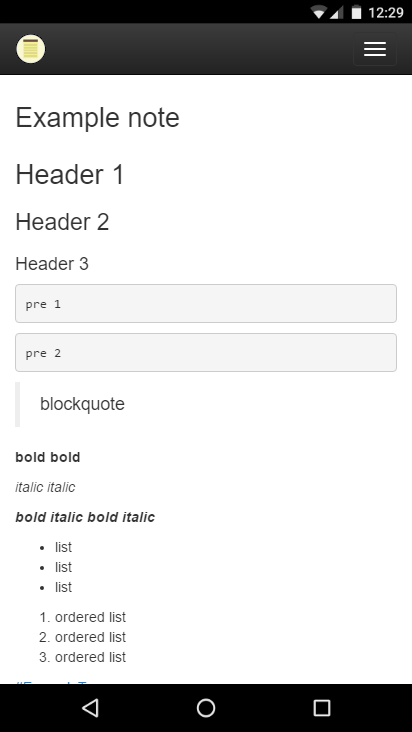 12:29
Example note
Header 1
Header 2
Header 3
pre 1
pre 2
blockquote
bold bold
italic italic
bold italic bold italic
• list
• list
• list
1. ordered list
2. ordered list
3. ordered list